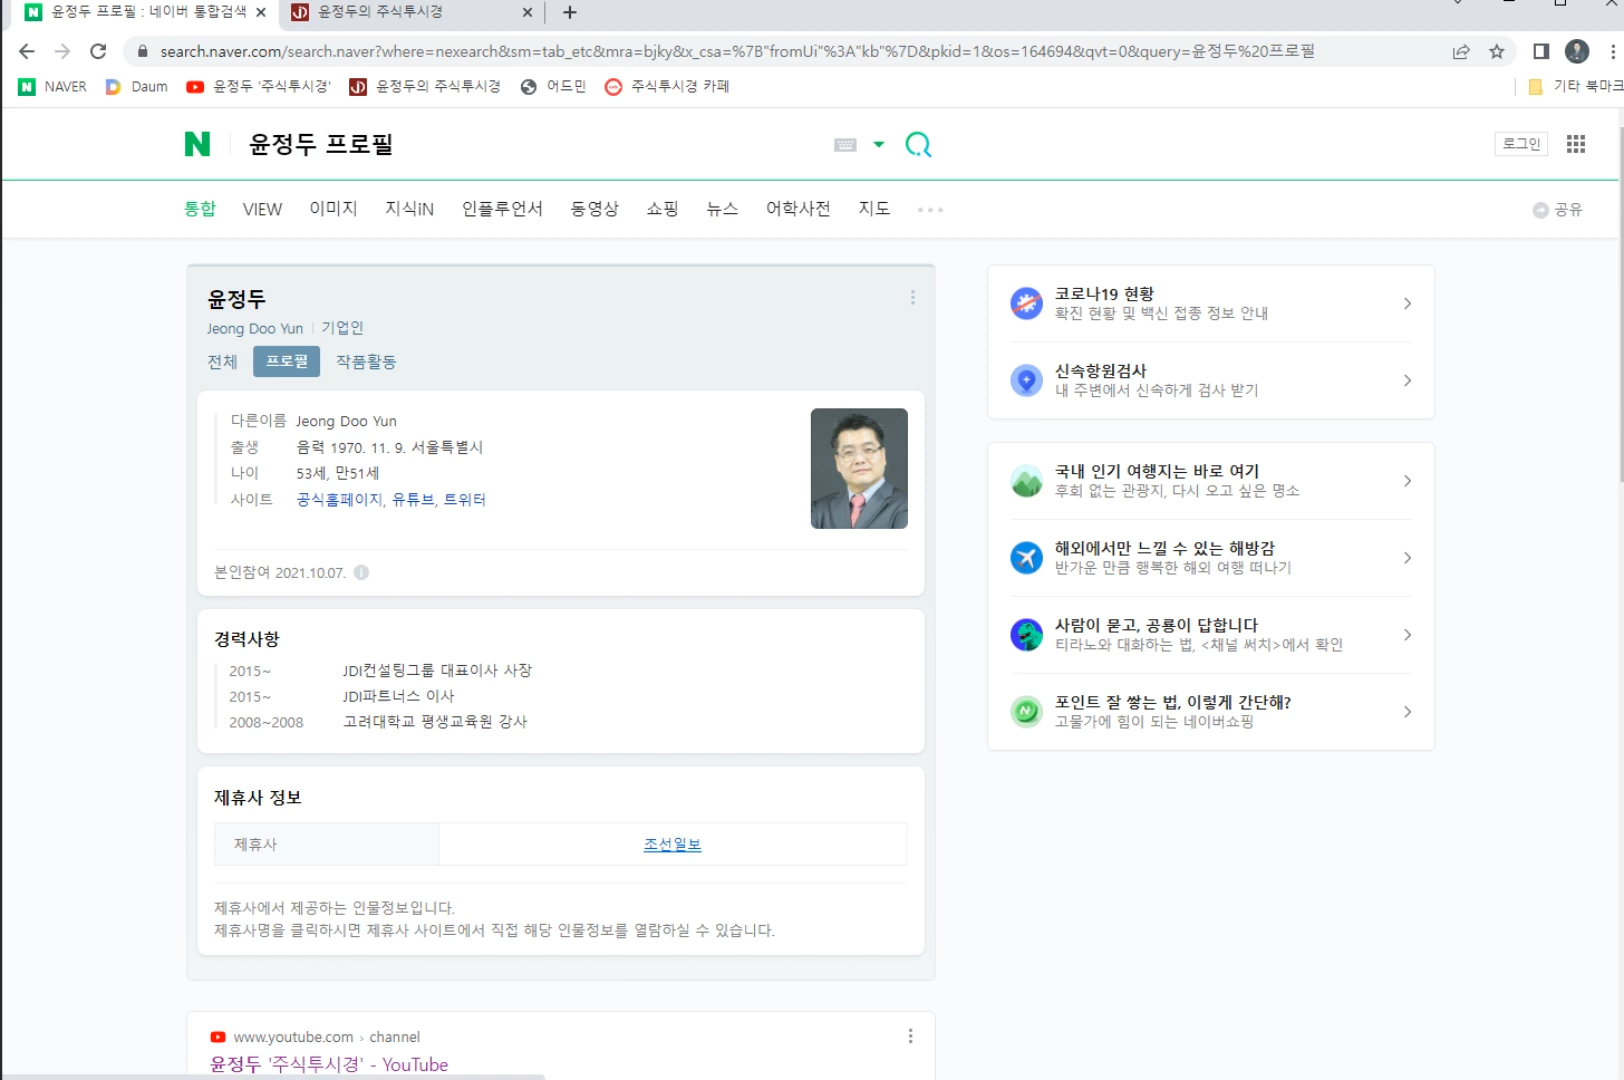 윤정두 프로필 : 네이버 통합검색
윤정두의 주식투시경
search.naver.com/search.naver?where=nexearch&sm=tab_etc&mra=bjky&x_csa=%7B"fromUi"%3A"kb"%7D&pkid=1&os=164694&qvt=0&query=윤정두%20프로필
NAVER Daum 윤정두 '주식투시경' 윤정두의 주식투시경 어드민 주식투시경 카페 기타 북마크
N 윤정두 프로필 로그인
통합 VIEW 이미지 지식iN 인플루언서 동영상 쇼핑 뉴스 어학사전 지도 공유
윤정두
Jeong Doo Yun 기업인
전체 프로필 작품활동
다른이름 Jeong Doo Yun
출생 음력 1970. 11. 9. 서울특별시
나이 53세, 만51세
사이트 공식홈페이지, 유튜브, 트위터
본인참여 2021.10.07.
경력사항
2015~ JDI컨설팅그룹 대표이사 사장
2015~ JDI파트너스 이사
2008~2008 고려대학교 평생교육원 강사
제휴사 정보
제휴사 조선일보
제휴사에서 제공하는 인물정보입니다.
제휴사명을 클릭하시면 제휴사 사이트에서 직접 해당 인물정보를 열람하실 수 있습니다.
www.youtube.com › channel
윤정두 '주식투시경' - YouTube
코로나19 현황
확진 현황 및 백신 접종 정보 안내
신속항원검사
내 주변에서 신속하게 검사 받기
국내 인기 여행지는 바로 여기
후회 없는 관광지, 다시 오고 싶은 명소
해외에서만 느낄 수 있는 해방감
반가운 만큼 행복한 해외 여행 떠나기
사람이 묻고, 공룡이 답합니다
티라노와 대화하는 법, <채널 써치>에서 확인
포인트 잘 쌓는 법, 이렇게 간단해?
고물가에 힘이 되는 네이버쇼핑